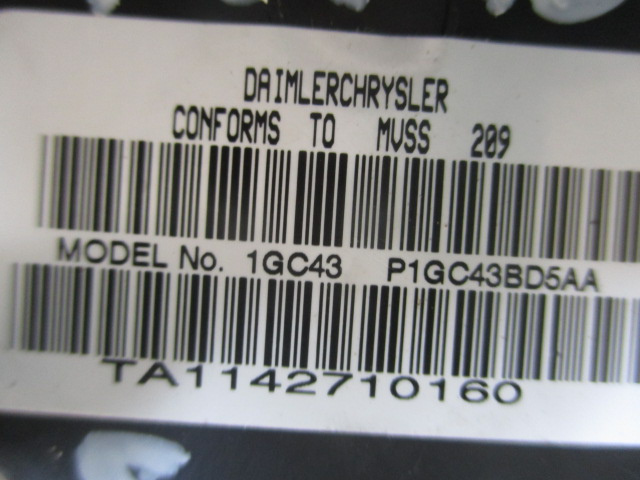 DAIMLERCHRYSLER
CONFORMS TO MVSS 209
MODEL No. 1GC43 P1GC43BD5AA
TA1142710160